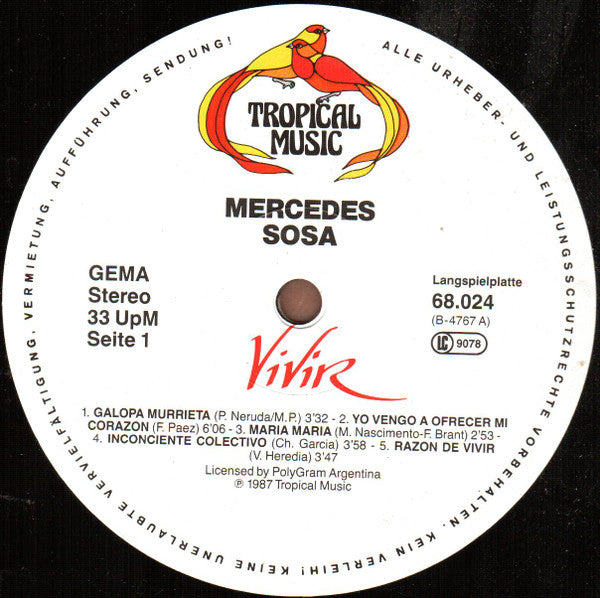 ALLE URHEBER- UND LEISTUNGSSCHUTZRECHTE VORBEHALTEN. KEIN VERLEIH! KEINE UNERLAUBTE VERVIELFÄLTIGUNG, VERMIETUNG, AUFFÜHRUNG, SENDUNG!
TROPICAL
MUSIC
MERCEDES
SOSA
GEMA
Stereo
33 UpM
Seite 1
Langspielplatte
68.024
(B-4767 A)
LC 9078
ViViR
1. GALOPA MURRIETA (P. Neruda/M.P.) 3'32 - 2. YO VENGO A OFRECER MI
CORAZON (F. Paez) 6'06 - 3. MARIA MARIA (M. Nascimento-F. Brant) 2'53 -
4. INCONCIENTE COLECTIVO (Ch. Garcia) 3'58 - 5. RAZON DE VIVIR
(V. Heredia) 3'47
Licensed by PolyGram Argentina
℗ 1987 Tropical Music